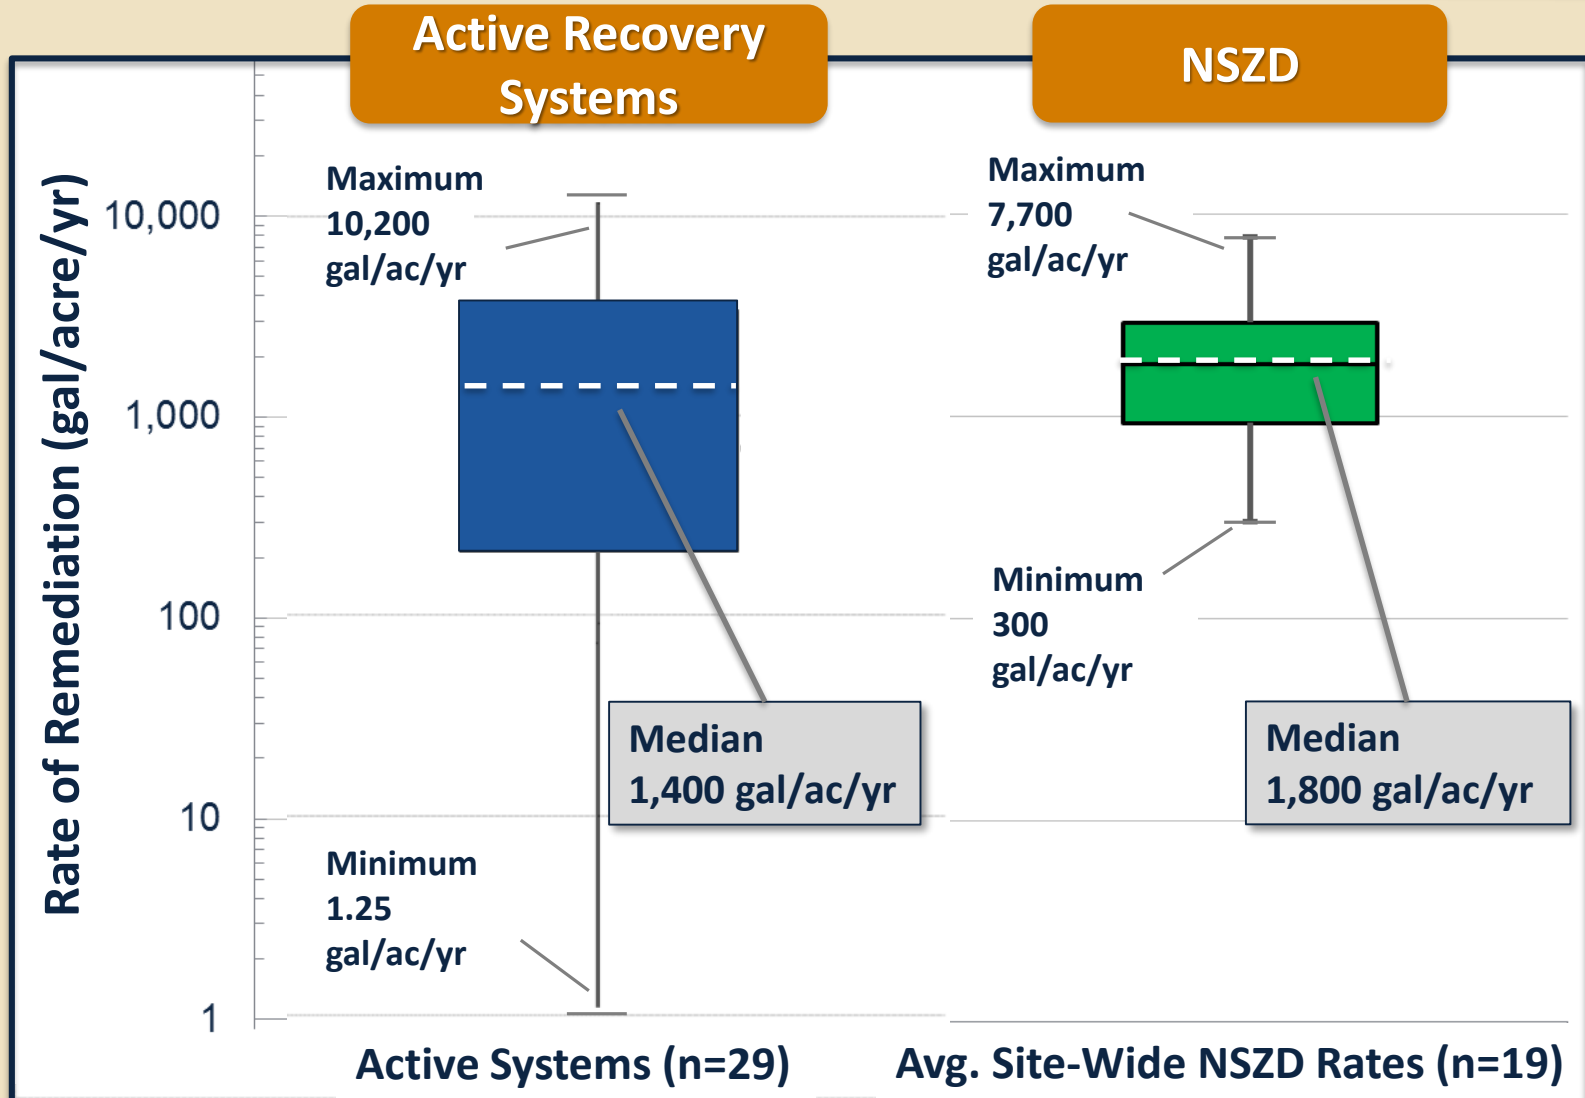 Active Recovery
Systems
NSZD
Rate of Remediation (gal/acre/yr)
10,000
1,000
100
10
1
Maximum
10,200
gal/ac/yr
Median
1,400 gal/ac/yr
Minimum
1.25
gal/ac/yr
Maximum
7,700
gal/ac/yr
Minimum
300
gal/ac/yr
Median
1,800 gal/ac/yr
Active Systems (n=29)
Avg. Site-Wide NSZD Rates (n=19)